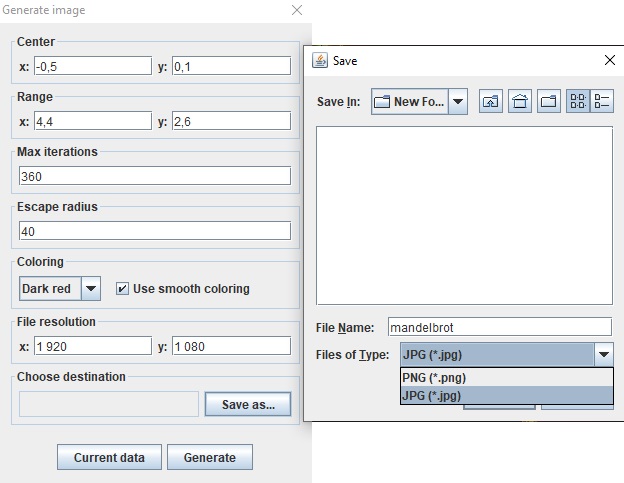 Generate image
Center
x: -0,5 y: 0,1
Range
x: 4,4 y: 2,6
Max iterations
360
Escape radius
40
Coloring
Dark red Use smooth coloring
File resolution
x: 1 920 y: 1 080
Choose destination
Save as...
Current data Generate
Save
Save In: New Fo...
File Name: mandelbrot
Files of Type: JPG (*.jpg)
PNG (*.png)
JPG (*.jpg)